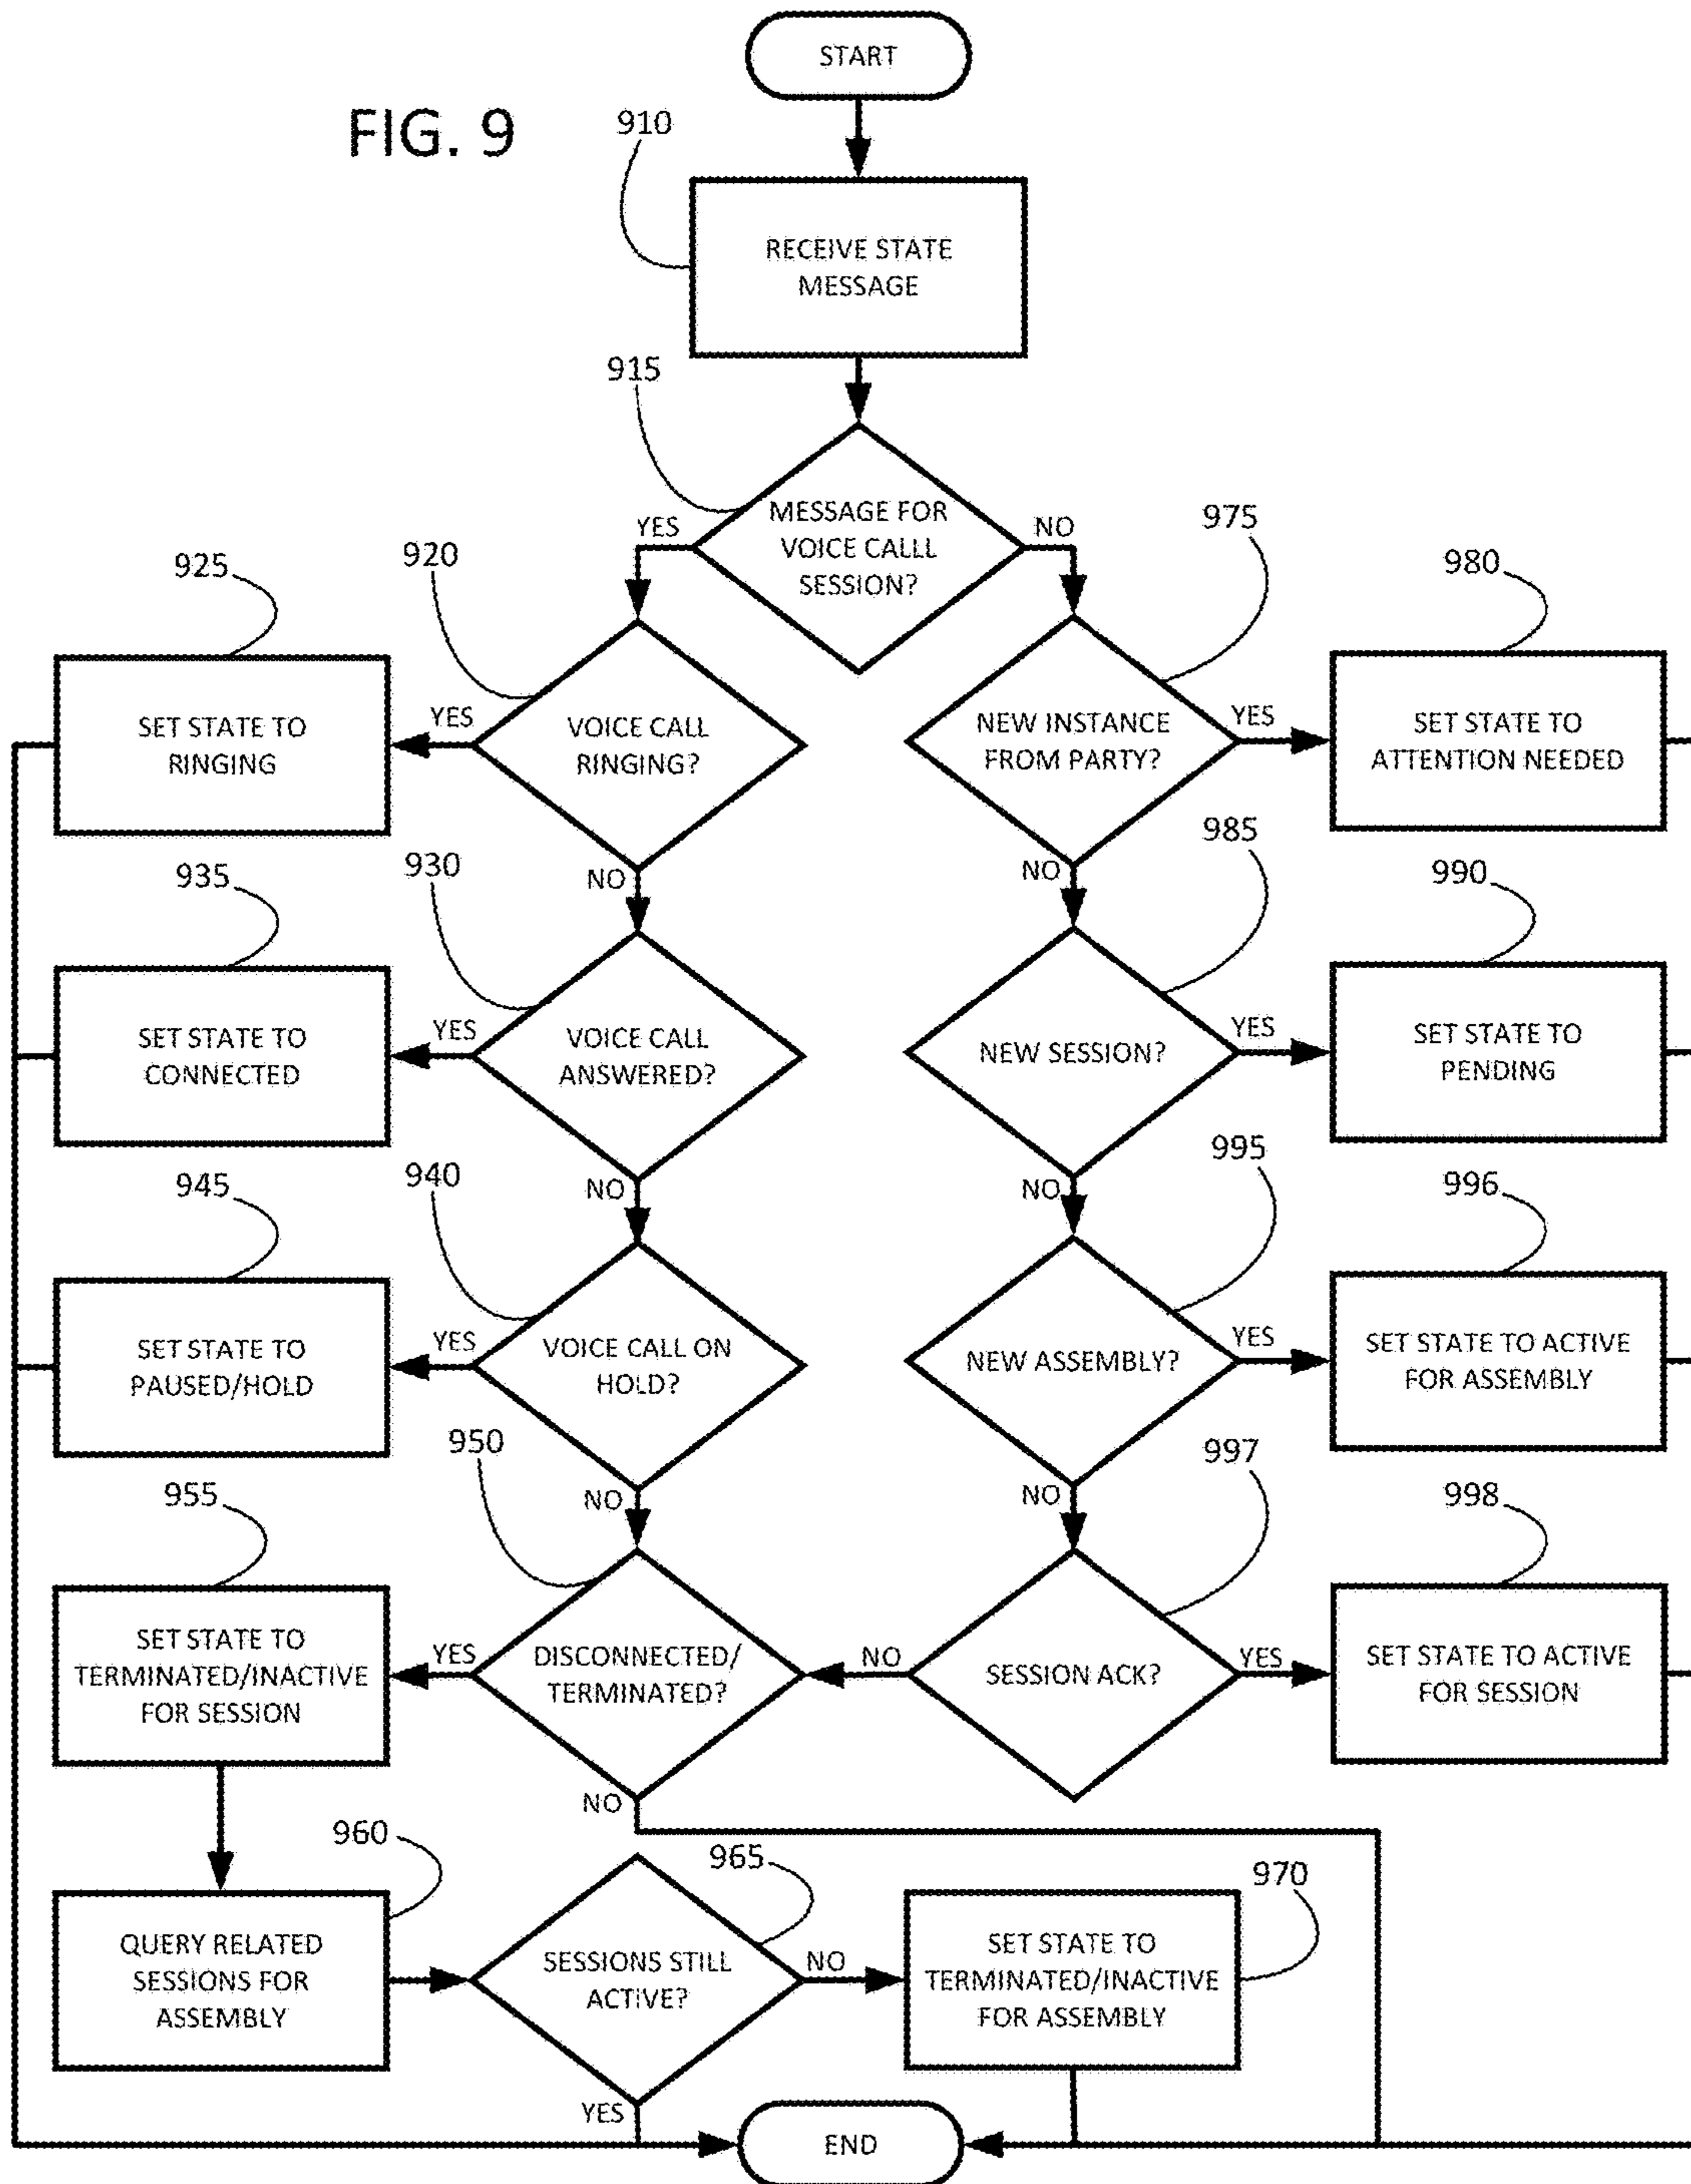 START
FIG. 9
910
RECEIVE STATE
MESSAGE
915
MESSAGE FOR
VOICE CALLL
SESSION?
YES
NO
975
920
925
980
SET STATE TO
RINGING
YES
VOICE CALL
RINGING?
NEW INSTANCE
FROM PARTY?
YES
SET STATE TO
ATTENTION NEEDED
985
935
930
NO
NO
990
SET STATE TO
CONNECTED
YES
VOICE CALL
ANSWERED?
NEW SESSION?
YES
SET STATE TO
PENDING
995
945
940
NO
NO
996
SET STATE TO
PAUSED/HOLD
YES
VOICE CALL ON
HOLD?
NEW ASSEMBLY?
YES
SET STATE TO ACTIVE
FOR ASSEMBLY
950
997
955
NO
NO
998
SET STATE TO
TERMINATED/INACTIVE
FOR SESSION
YES
DISCONNECTED/
TERMINATED?
NO
SESSION ACK?
YES
SET STATE TO ACTIVE
FOR SESSION
NO
960
965
970
QUERY RELATED
SESSIONS FOR
ASSEMBLY
SESSIONS STILL
ACTIVE?
NO
SET STATE TO
TERMINATED/INACTIVE
FOR ASSEMBLY
YES
END